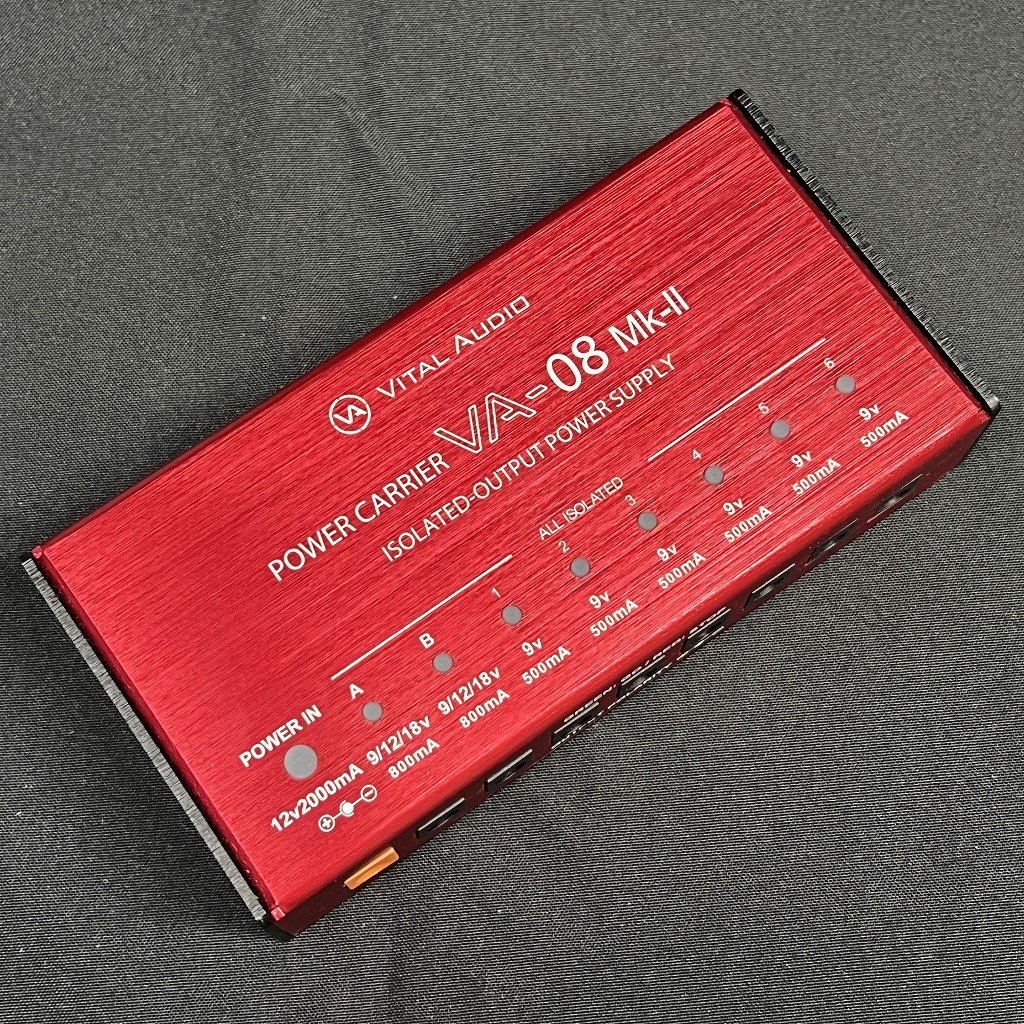 VA VITAL AUDIO
POWER CARRIER VA-08 Mk-II
ISOLATED-OUTPUT POWER SUPPLY
ALL ISOLATED
POWER IN A B 1 2 3 4 5 6
12v2000mA 9/12/18v 9/12/18v 9v 9v 9v 9v 9v 9v
800mA 800mA 500mA 500mA 500mA 500mA 500mA 500mA